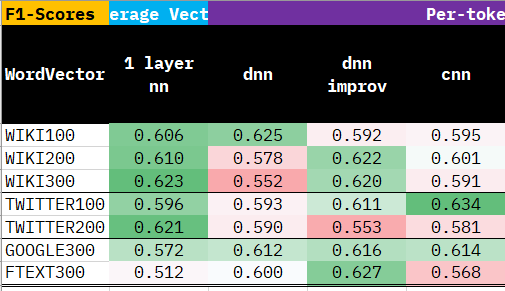 F1-Scores erage Vect Per-toke
WordVector 1 layer nn dnn dnn improv cnn
WIKI100 0.606 0.625 0.592 0.595
WIKI200 0.610 0.578 0.622 0.601
WIKI300 0.623 0.552 0.620 0.591
TWITTER100 0.596 0.593 0.611 0.634
TWITTER200 0.621 0.590 0.553 0.581
GOOGLE300 0.572 0.612 0.616 0.614
FTEXT300 0.512 0.600 0.627 0.568